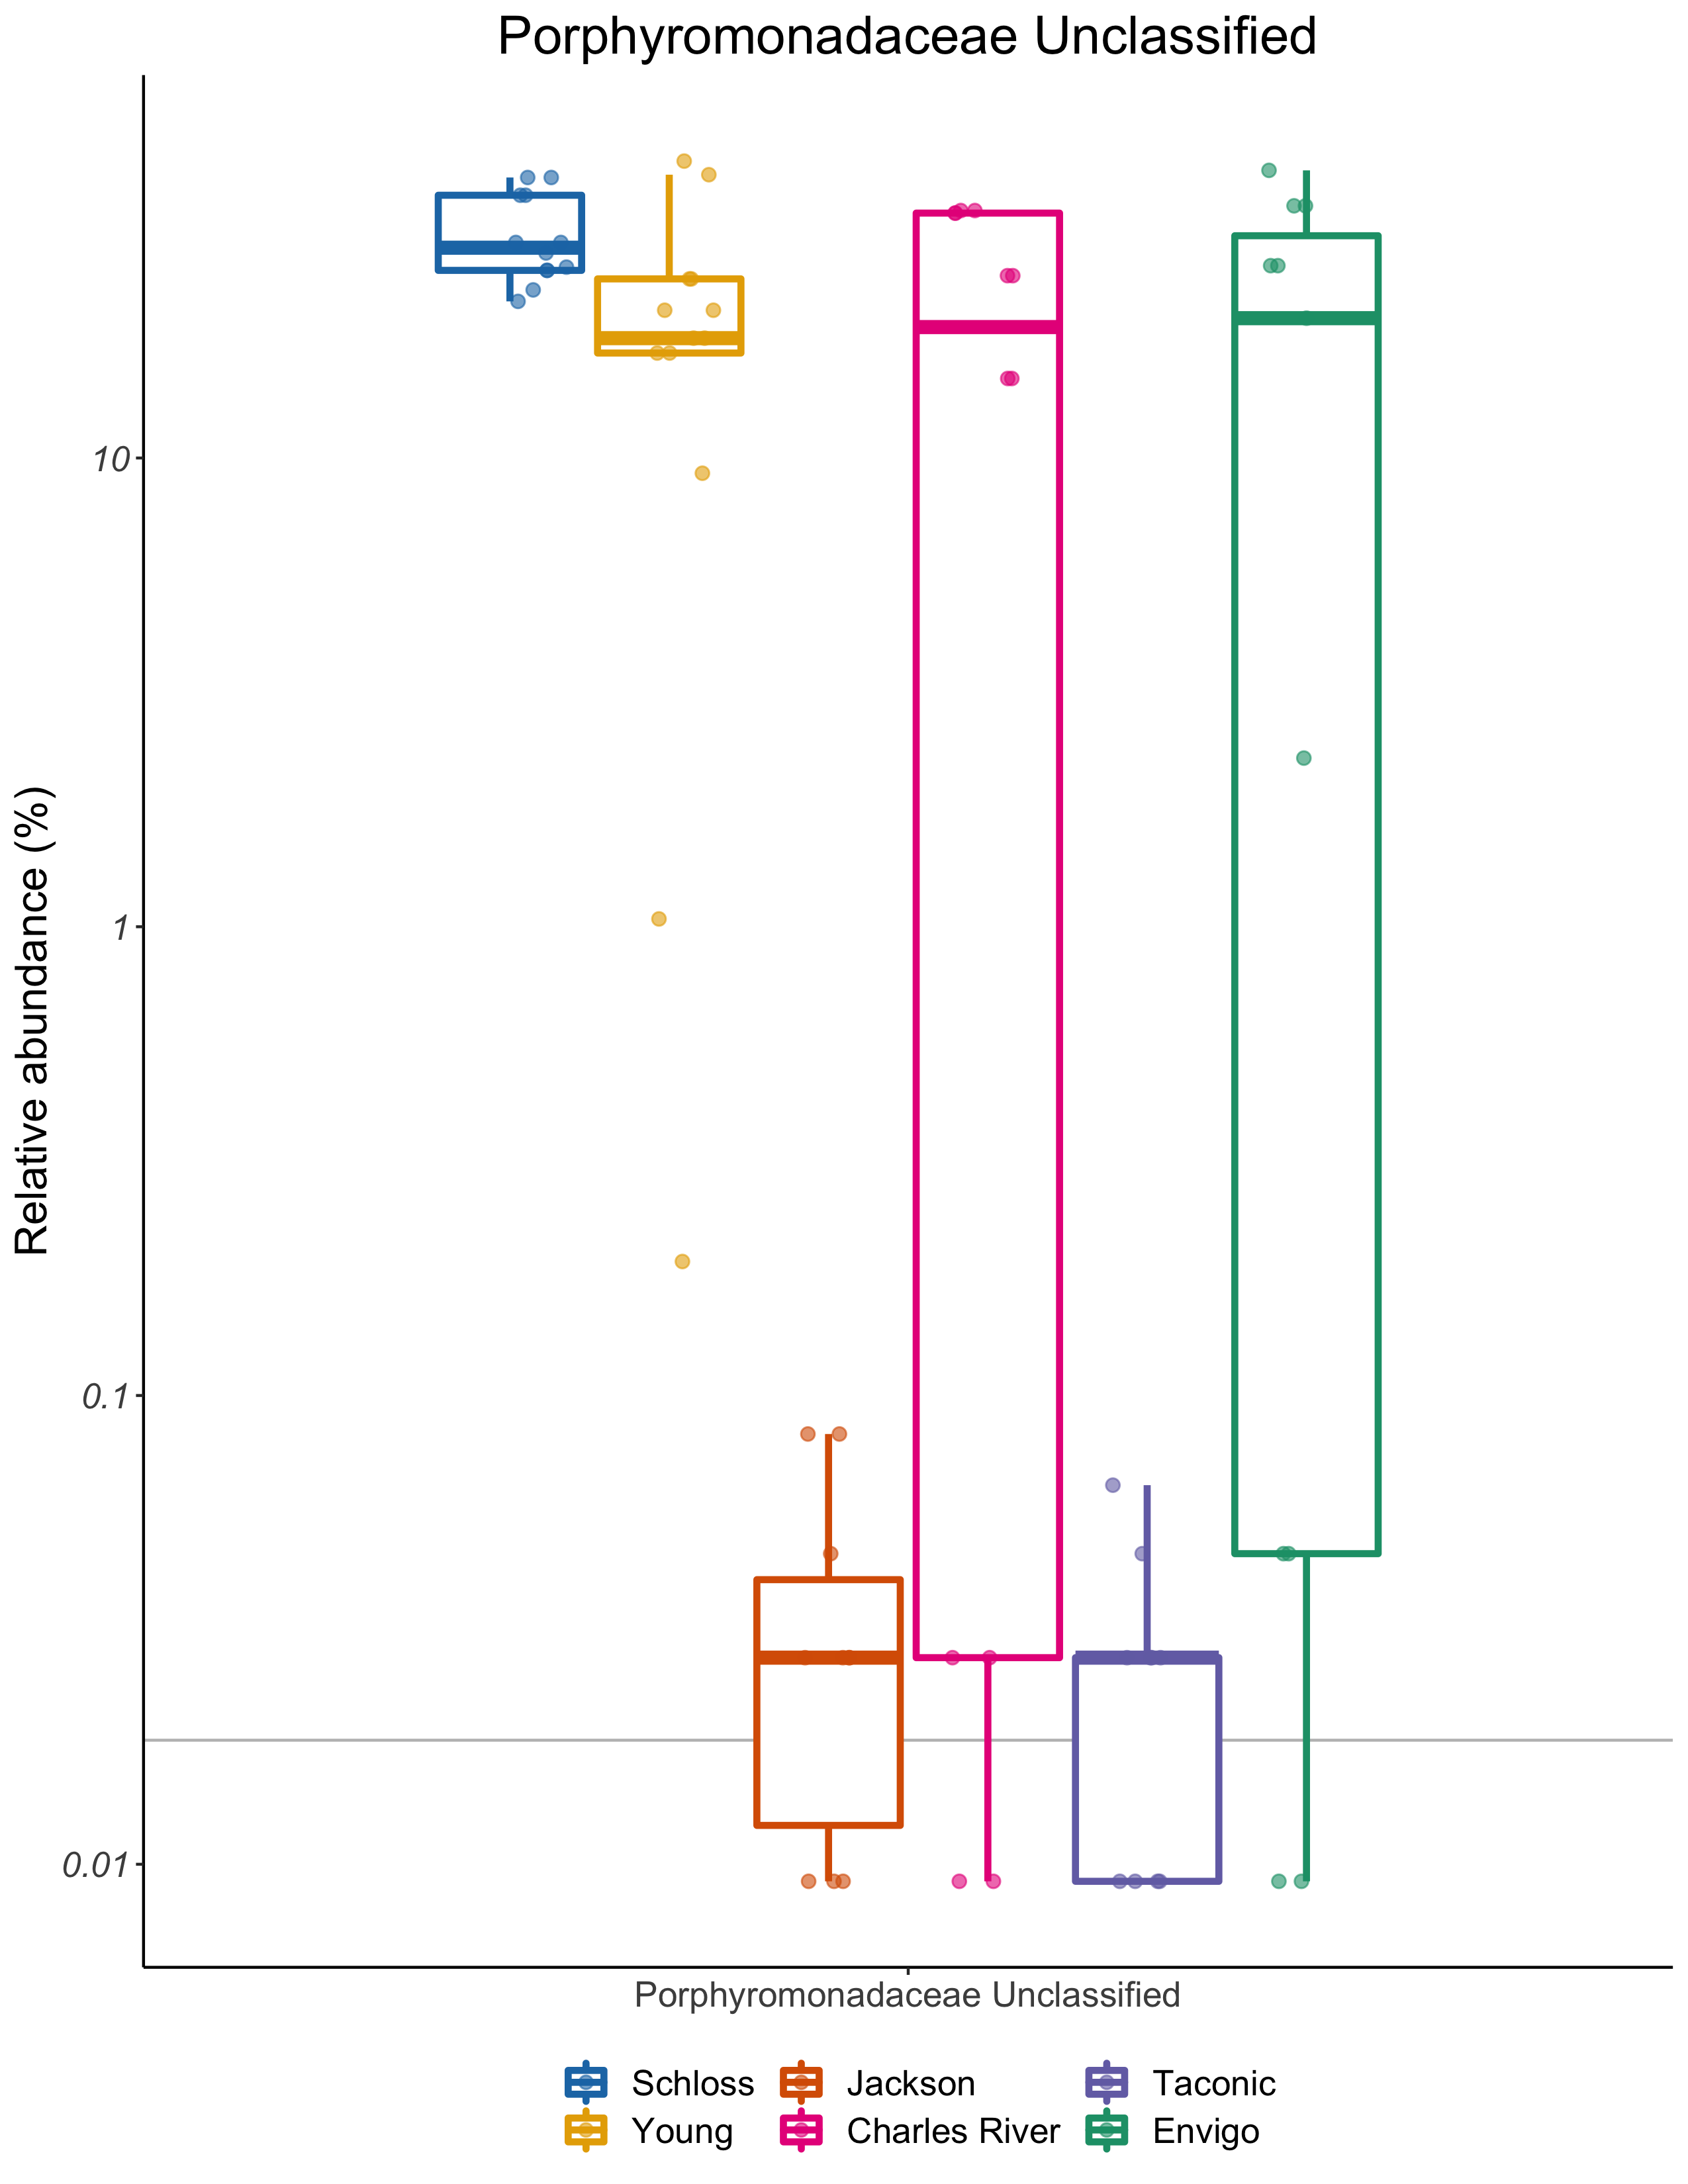 Porphyromonadaceae Unclassified
Relative abundance (%)
10
1
0.1
0.01
Porphyromonadaceae Unclassified
Schloss Jackson Taconic
Young Charles River Envigo